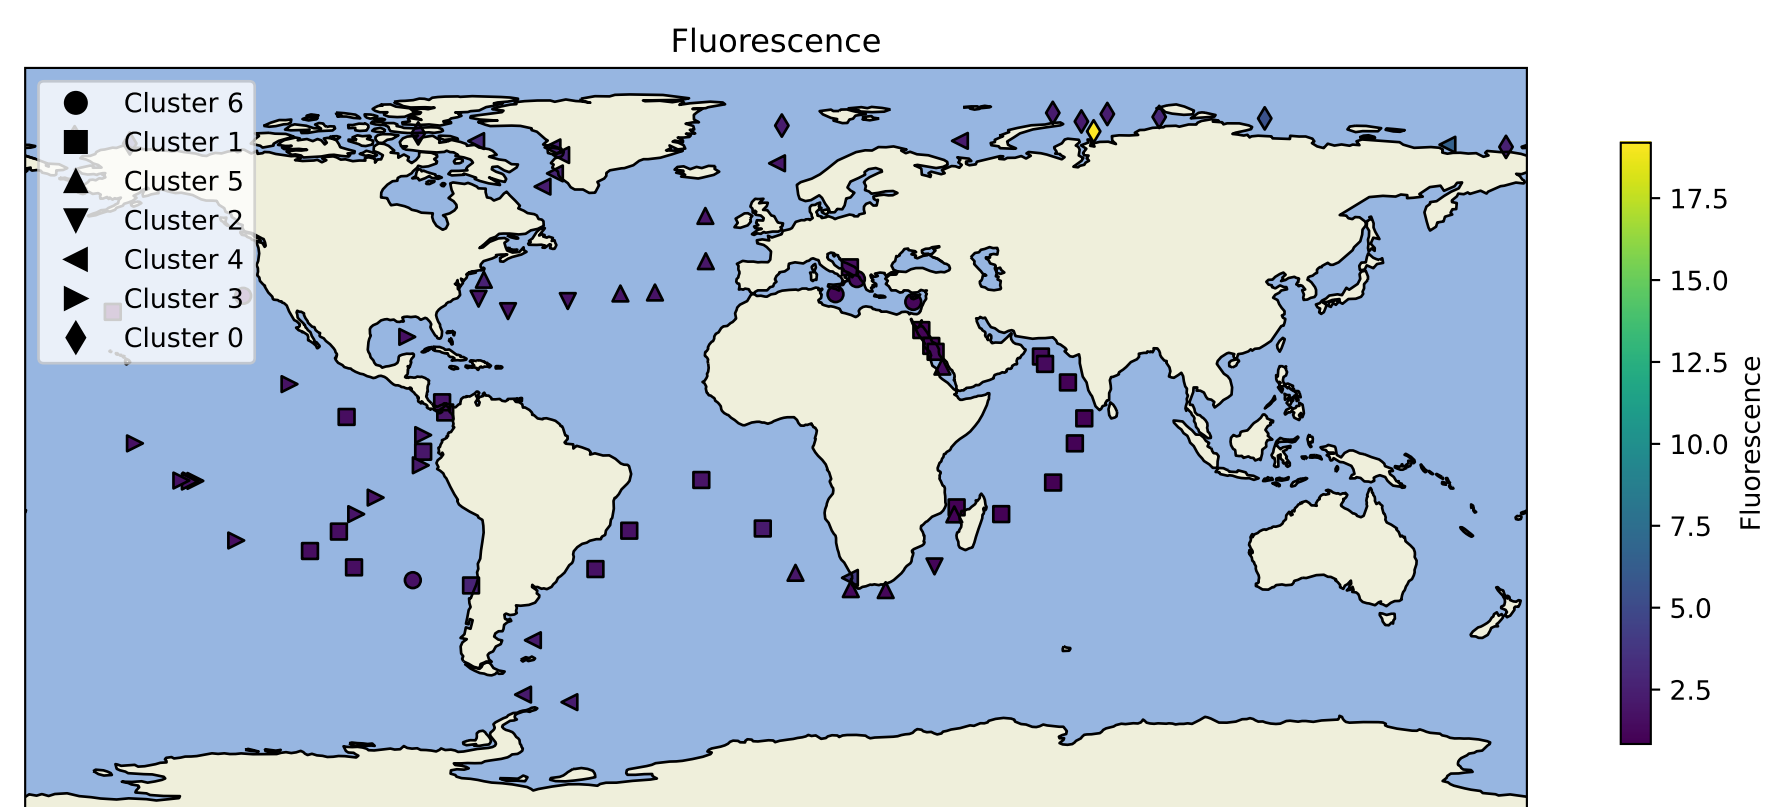 Fluorescence
Cluster 6
Cluster 1
Cluster 5
Cluster 2
Cluster 4
Cluster 3
Cluster 0
17.5
15.0
12.5
10.0
7.5
5.0
2.5
Fluorescence